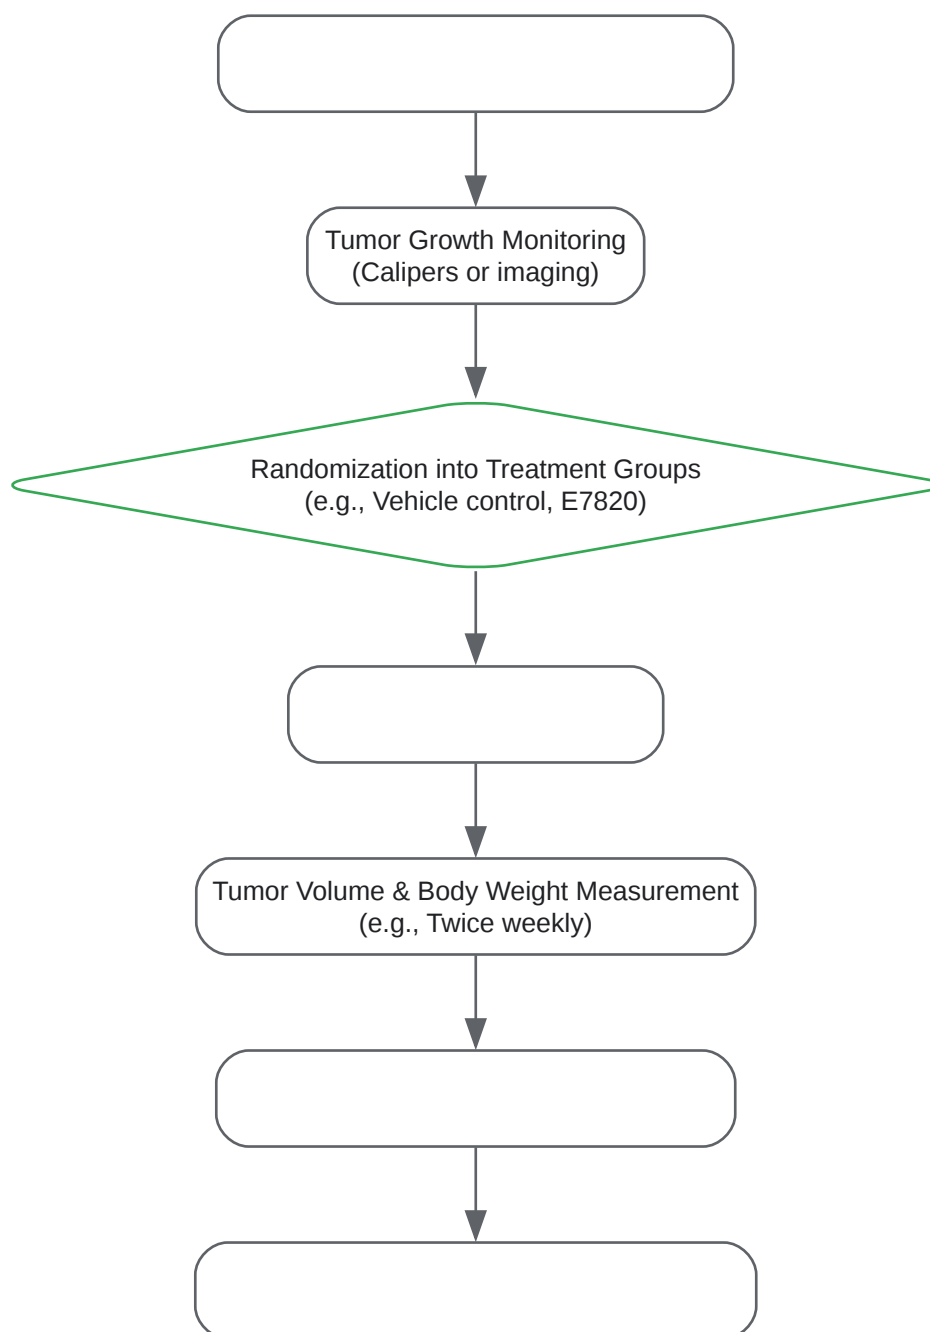 Tumor Growth Monitoring
(Calipers or imaging)
Randomization into Treatment Groups
(e.g., Vehicle control, E7820)
Tumor Volume & Body Weight Measurement
(e.g., Twice weekly)